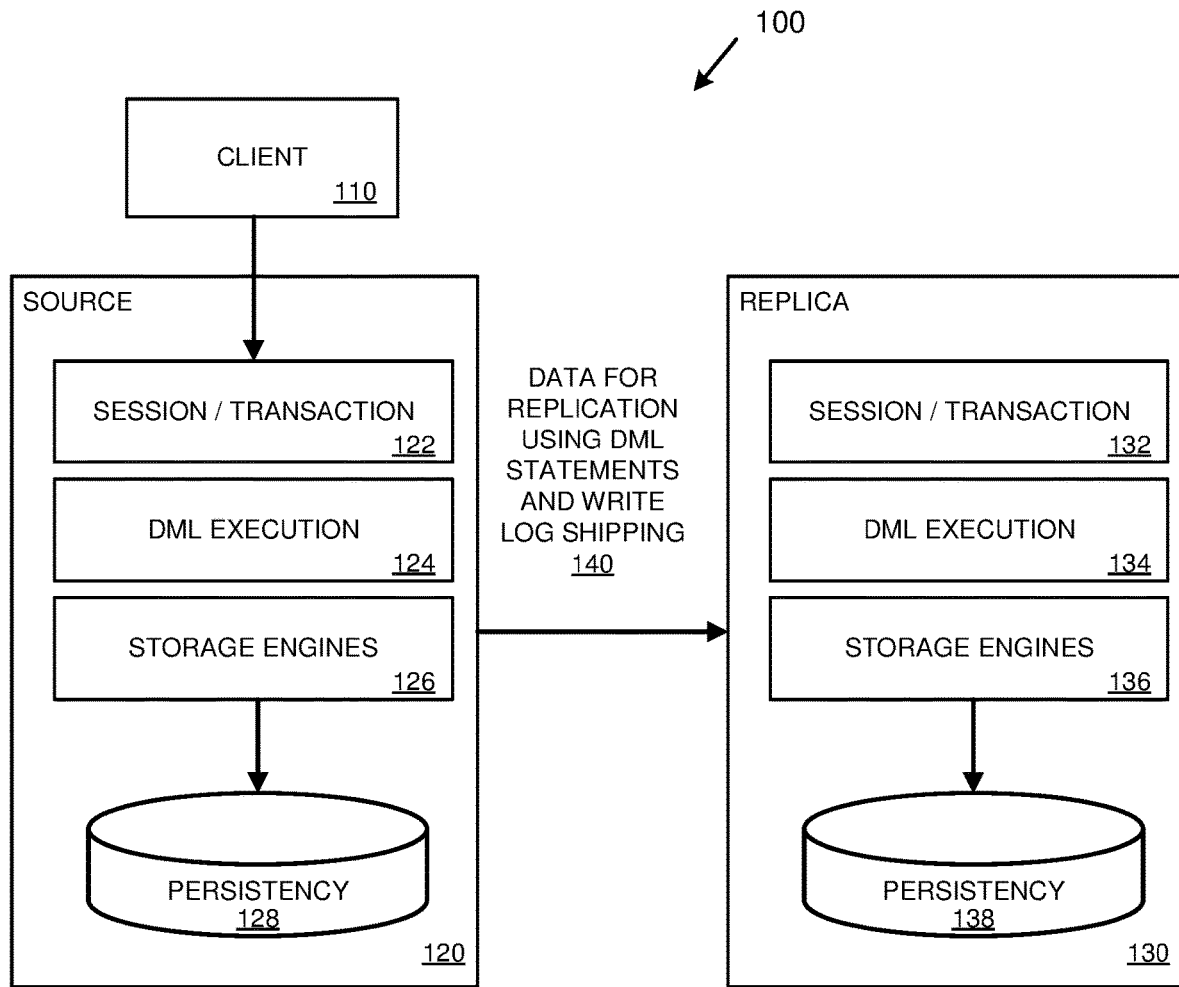 100
CLIENT
110
SOURCE
SESSION / TRANSACTION
122
DML EXECUTION
124
STORAGE ENGINES
126
PERSISTENCY
128
120
DATA FOR
REPLICATION
USING DML
STATEMENTS
AND WRITE
LOG SHIPPING
140
REPLICA
SESSION / TRANSACTION
132
DML EXECUTION
134
STORAGE ENGINES
136
PERSISTENCY
138
130